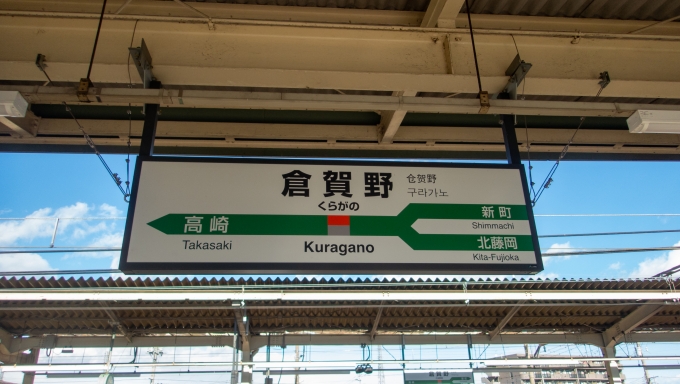 倉賀野
くらがの
仓贺野
구라가노
高崎
Takasaki
Kuragano
新町
Shimmachi
北藤岡
Kita-Fujioka